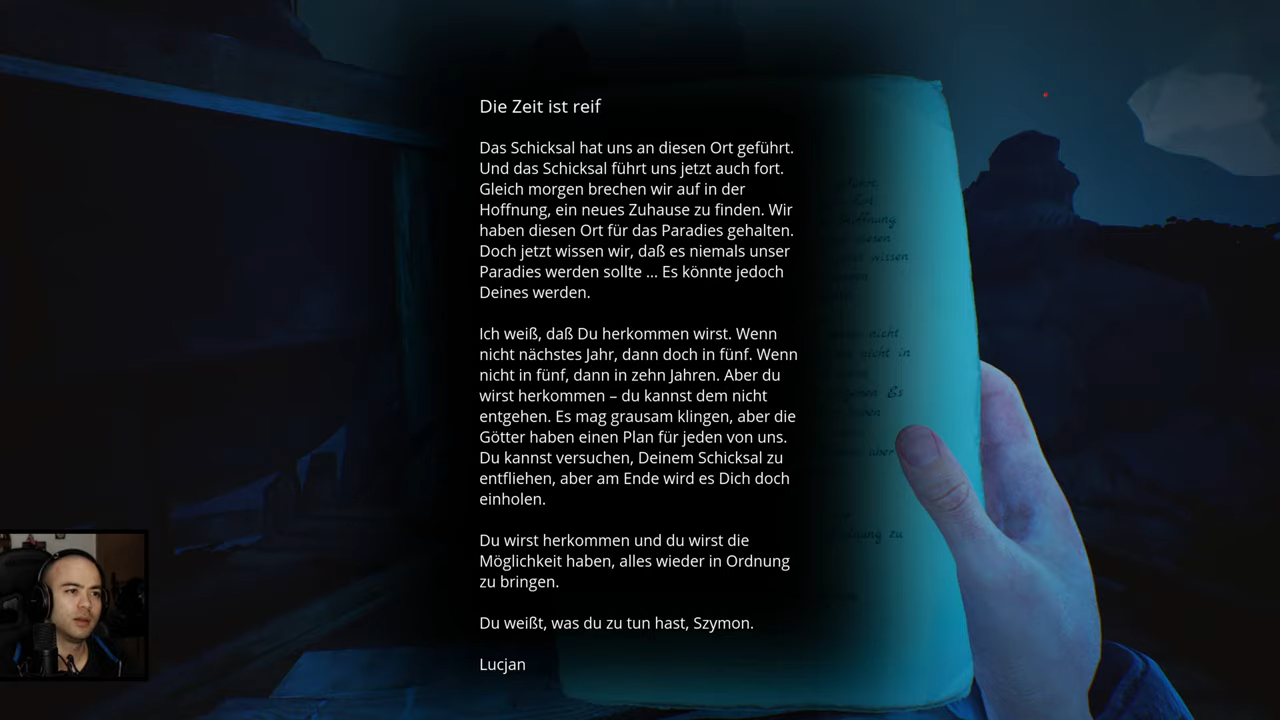 Die Zeit ist reif
Das Schicksal hat uns an diesen Ort geführt.
Und das Schicksal führt uns jetzt auch fort.
Gleich morgen brechen wir auf in der
Hoffnung, ein neues Zuhause zu finden. Wir
haben diesen Ort für das Paradies gehalten.
Doch jetzt wissen wir, daß es niemals unser
Paradies werden sollte ... Es könnte jedoch
Deines werden.
Ich weiß, daß Du herkommen wirst. Wenn
nicht nächstes Jahr, dann doch in fünf. Wenn
nicht in fünf, dann in zehn Jahren. Aber du
wirst herkommen – du kannst dem nicht
entgehen. Es mag grausam klingen, aber die
Götter haben einen Plan für jeden von uns.
Du kannst versuchen, Deinem Schicksal zu
entfliehen, aber am Ende wird es Dich doch
einholen.
Du wirst herkommen und du wirst die
Möglichkeit haben, alles wieder in Ordnung
zu bringen.
Du weißt, was du zu tun hast, Szymon.
Lucjan
wissen
nicht
nicht in
Es
aber
zu